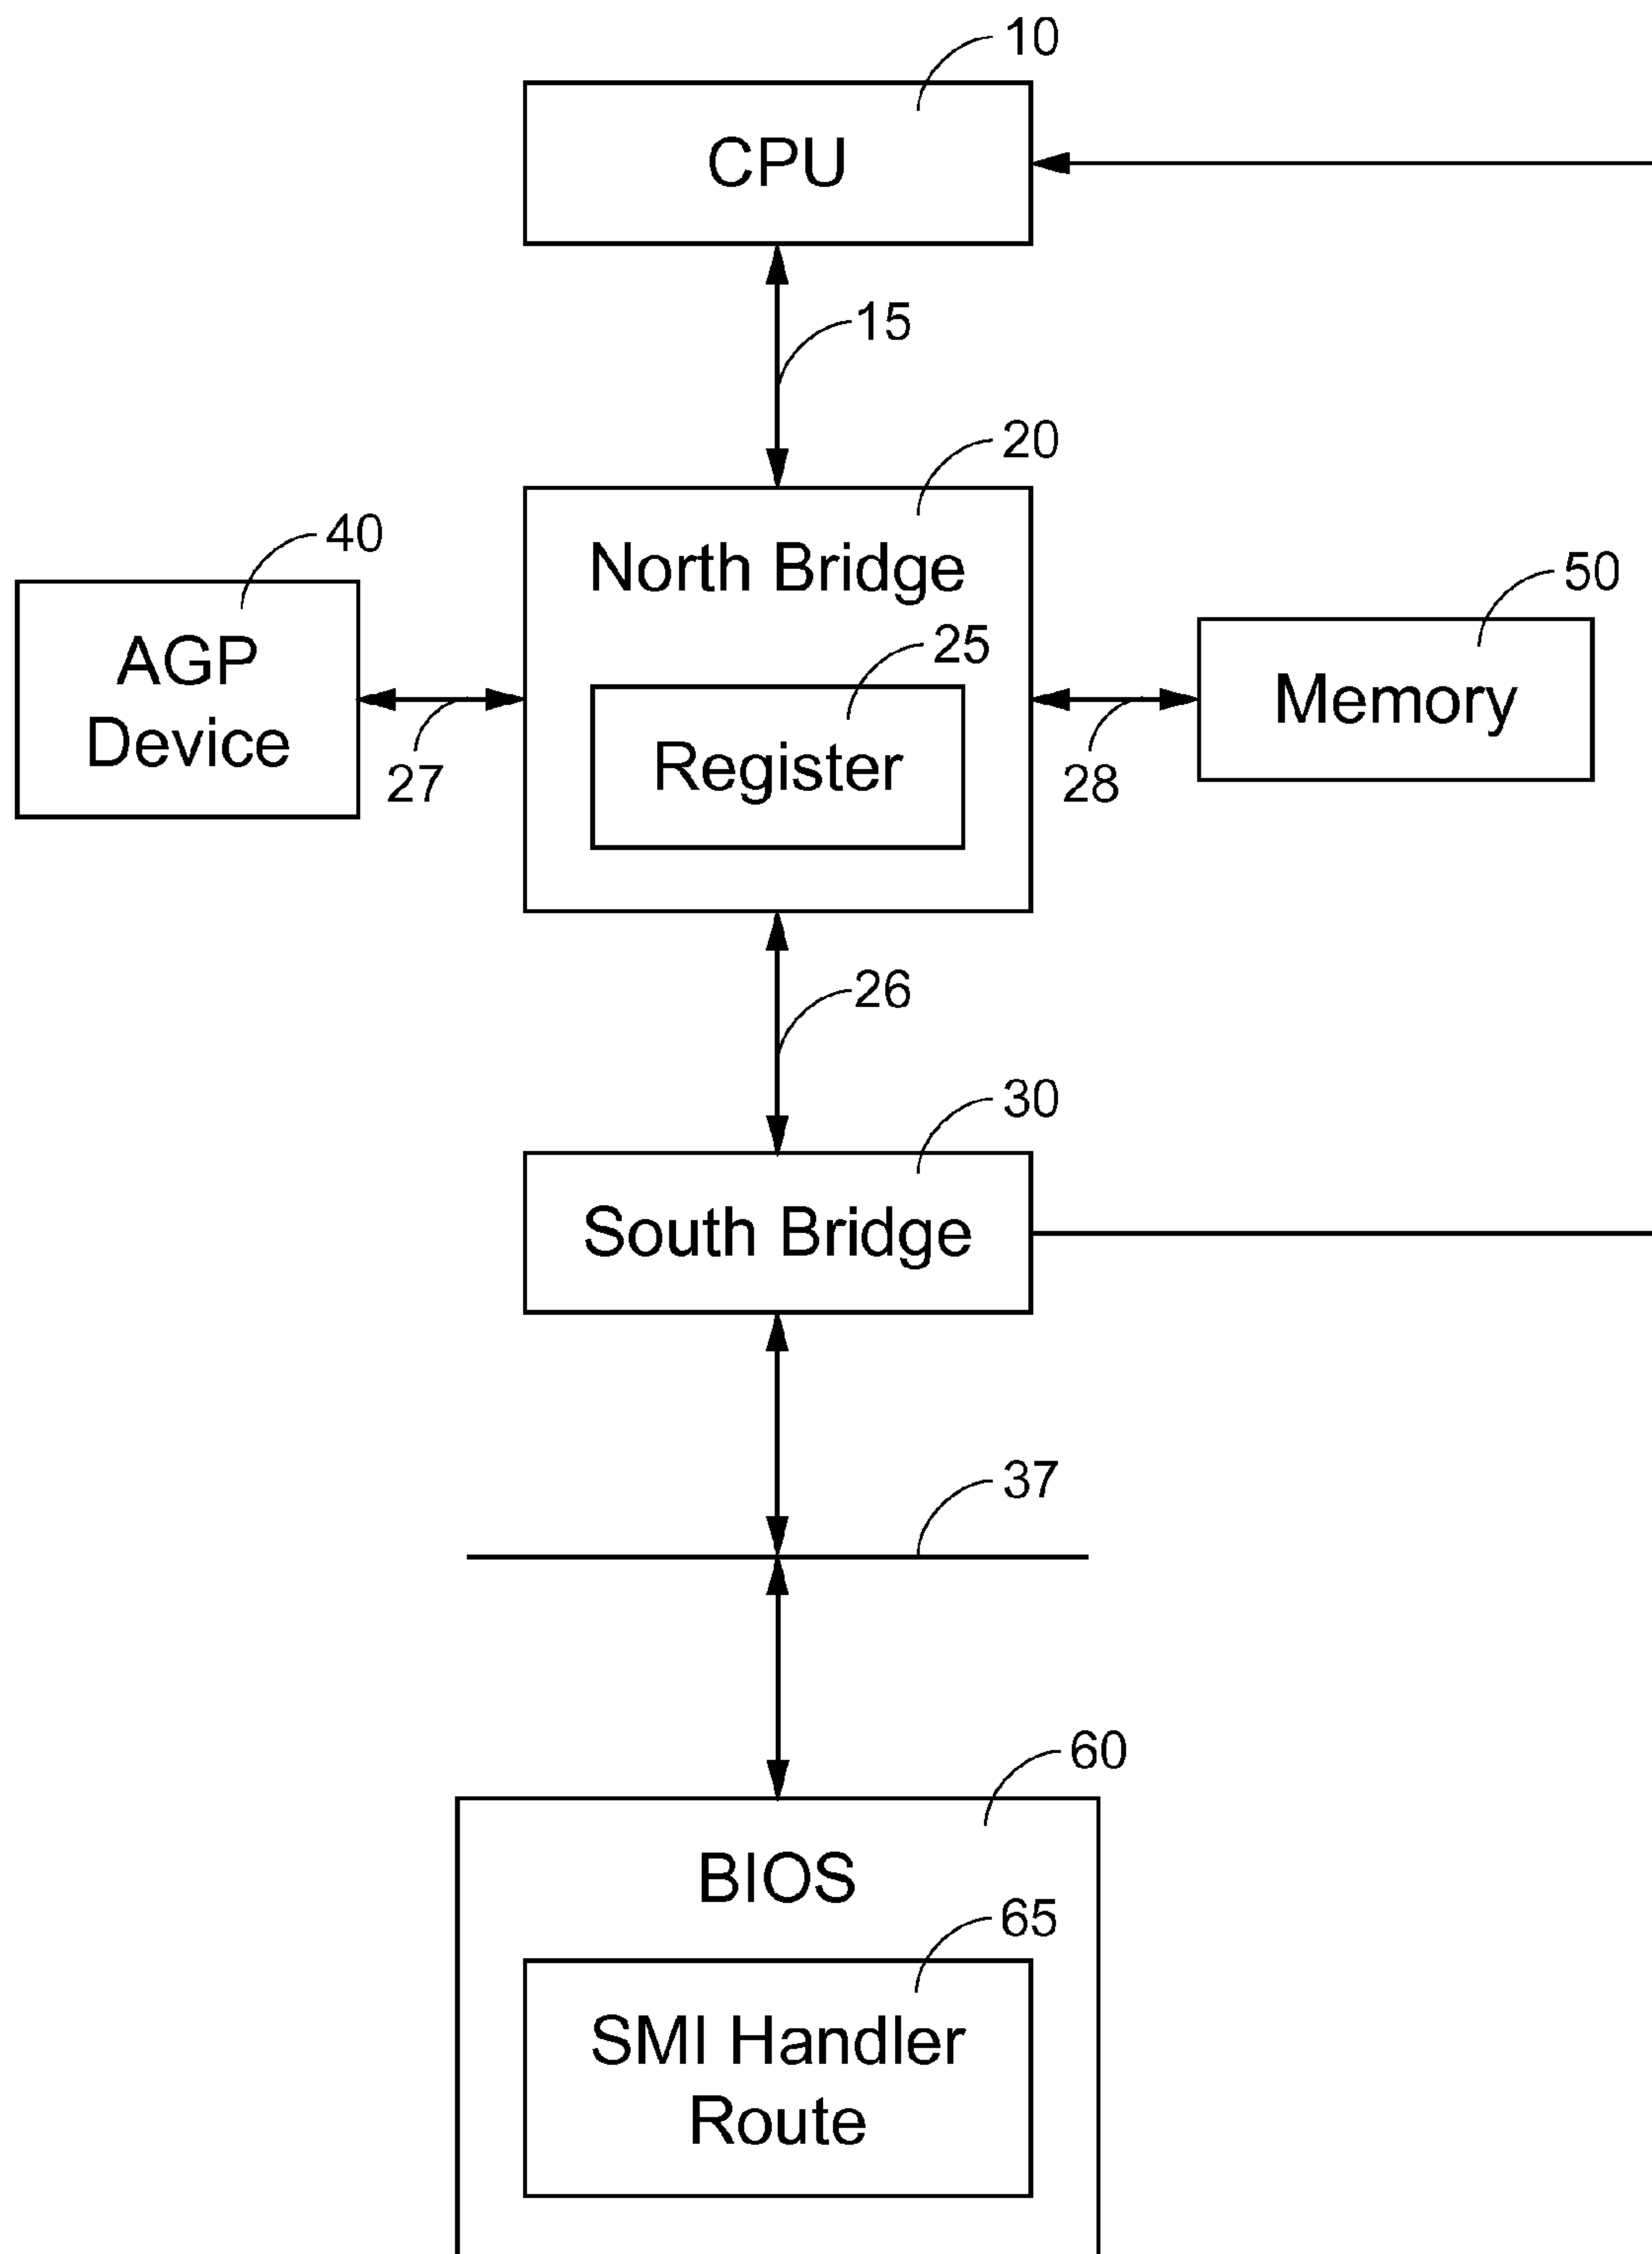 10
CPU
15
20
North Bridge
40
AGP
Device
25
Register
50
Memory
27
28
26
30
South Bridge
37
60
BIOS
65
SMI Handler
Route